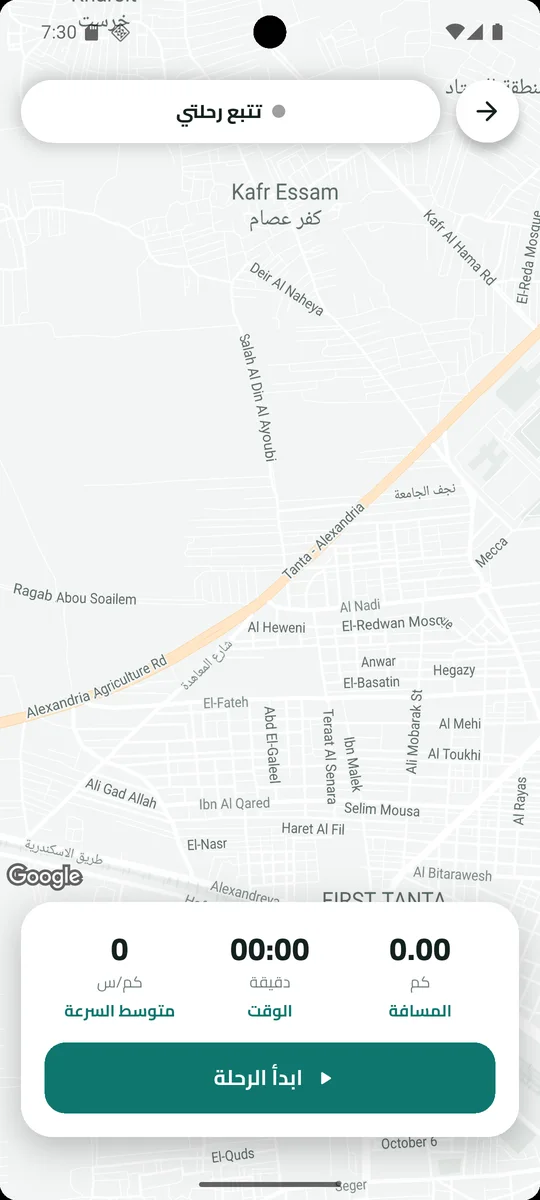 خرست
7:30
تتبع رحلتي
Kafr Essam
كفر عصام
Kafr Al Hama Rd
El-Reda Mosque
Deir Al Naheya
Salah Al Din Al Ayoubi
نجف الجامعة
Tanta - Alexandria
Mecca
Ragab Abou Soailem
Al Nadi
El-Redwan Mosque
Al Heweni
شارع المعاهدة
Anwar
Hegazy
El-Basatin
Alexandria Agriculture Rd
El-Fateh
Abd El-Galeel
Teraat Al Senara
Ibn Malek
Ali Mobarak St
Al Mehi
Al Toukhi
Ali Gad Allah
Ibn Al Qared
Selim Mousa
Al Rayas
Haret Al Fil
El-Nasr
طريق الاسكندرية
Google
Al Bitarawesh
Alexandreya
FIRST TANTA
0.00
كم
المسافة
00:00
دقيقة
الوقت
0
كم/س
متوسط السرعة
ابدأ الرحلة
October 6
El-Quds
Seger